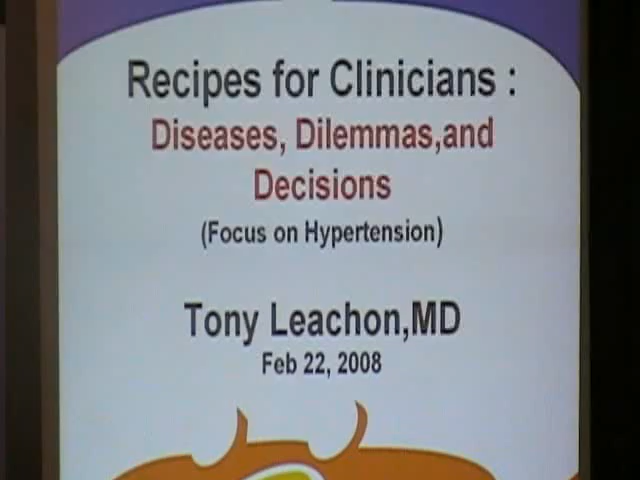 Recipes for Clinicians :
Diseases, Dilemmas,and
Decisions
(Focus on Hypertension)
Tony Leachon,MD
Feb 22, 2008